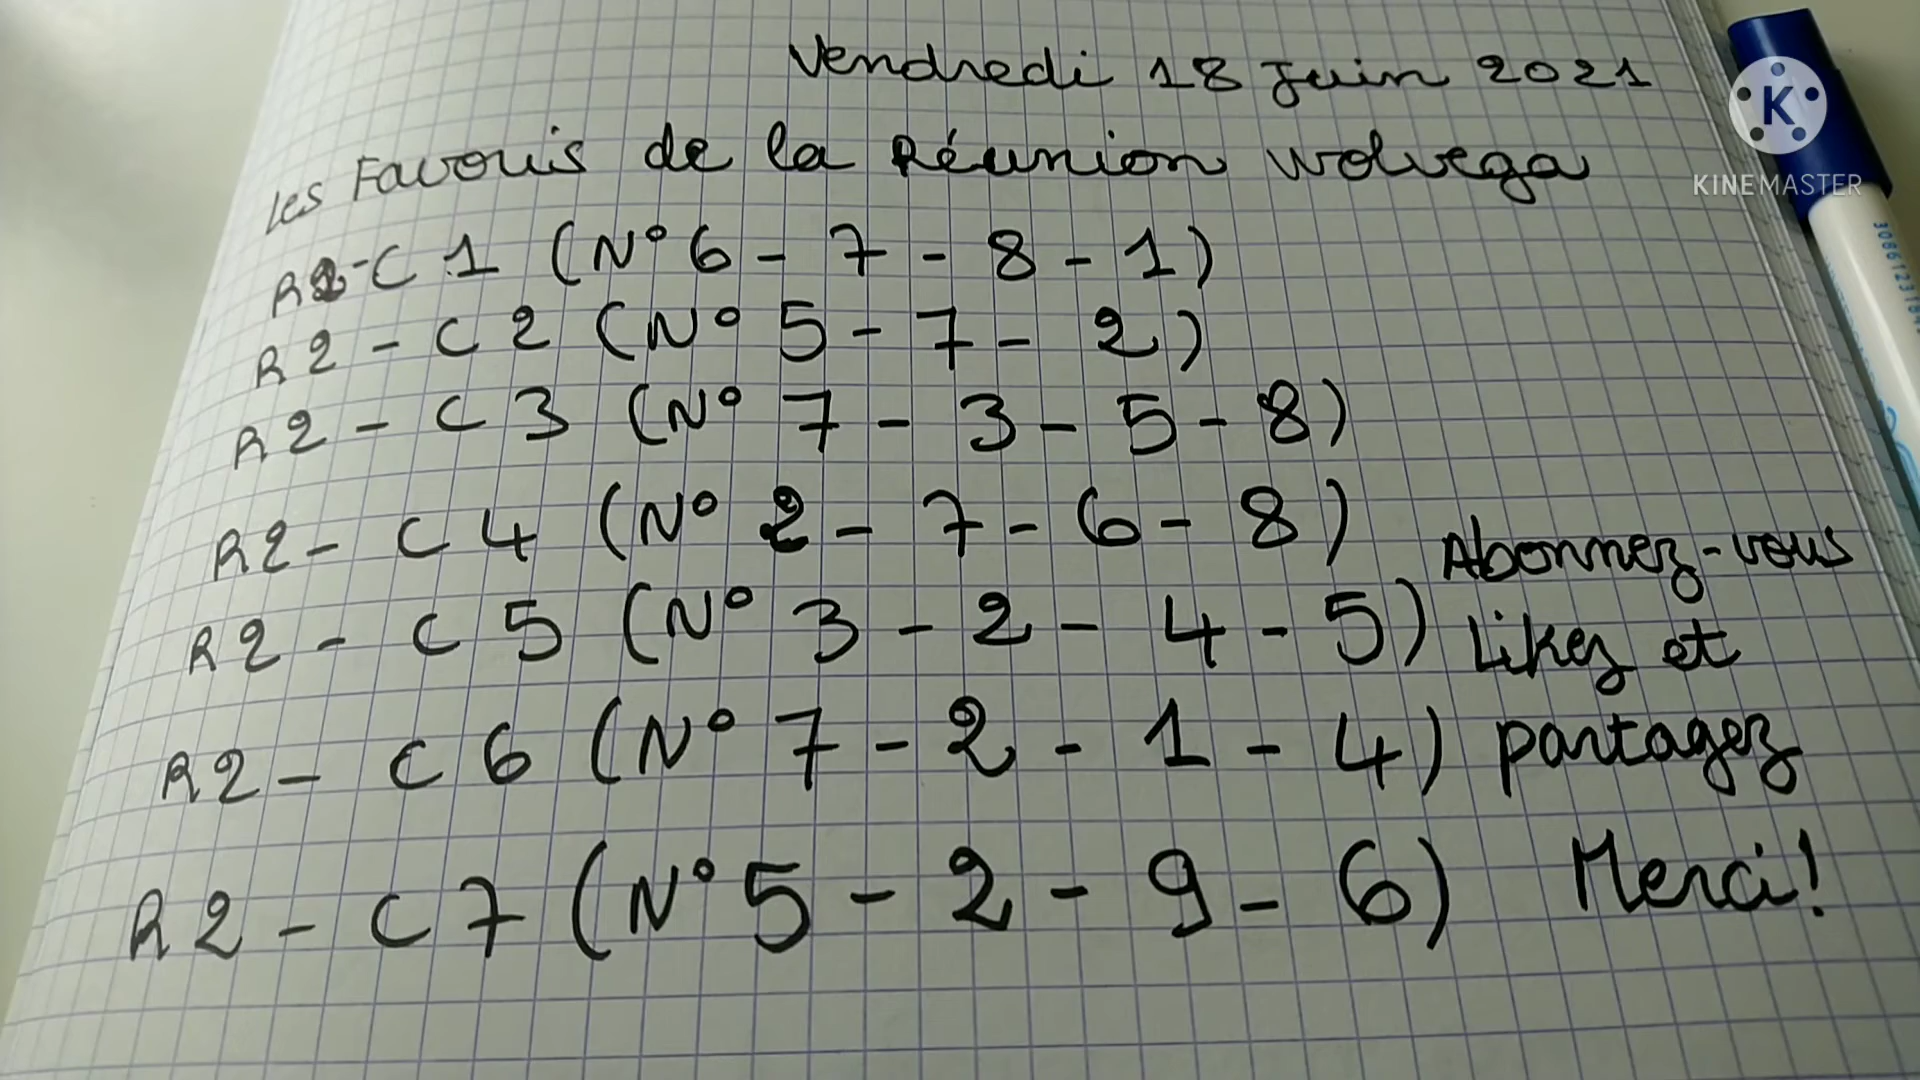 Vendredi 18 Juin 2021
les Favoris de la Réunion wolvega
R2-C1 (N° 6 - 7 - 8 - 1)
R2 - C2 (N° 5 - 7 - 2)
R2 - C3 (N° 7 - 3 - 5 - 8)
R2 - C4 (N° 2 - 7 - 6 - 8)
R2 - C5 (N° 3 - 2 - 4 - 5)
R2 - C6 (N° 7 - 2 - 1 - 4)
R2 - C7 (N° 5 - 2 - 9 - 6)
Abonnez-vous
Likez et
partagez
Merci!
K
KINEMASTER